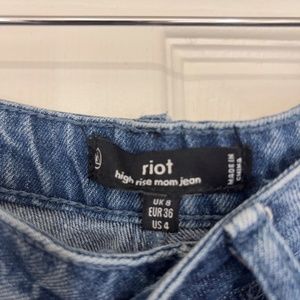 riot
high rise mom jean
UK 8
EUR 36
US 4
MADE IN
CHINA